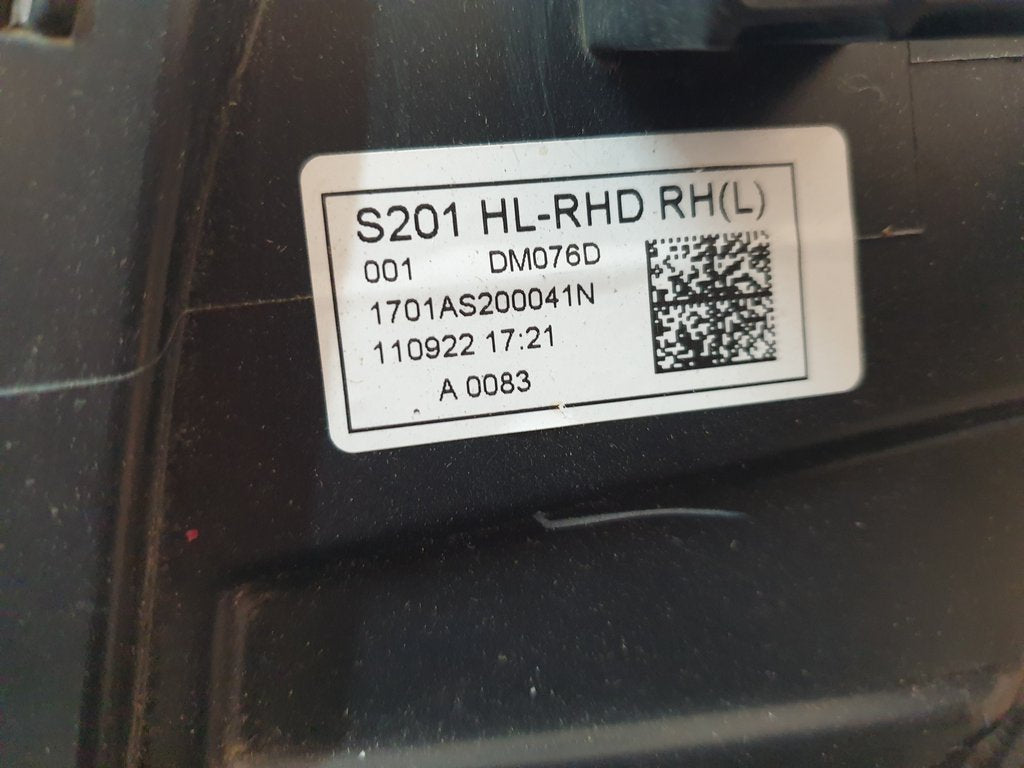 S201 HL-RHD RH(L)
001 DM076D
1701AS200041N
110922 17:21
A 0083